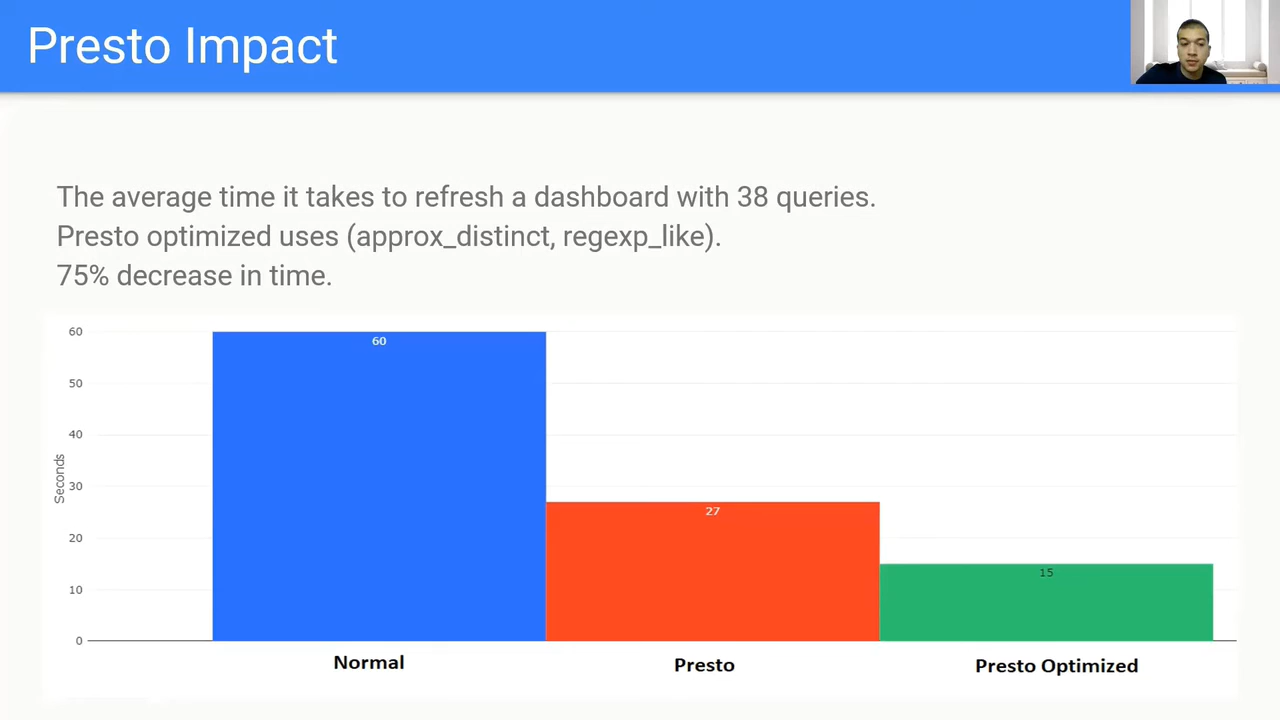 Presto Impact
The average time it takes to refresh a dashboard with 38 queries.
Presto optimized uses (approx_distinct, regexp_like).
75% decrease in time.
60
50
40
30
20
10
0
Seconds
60
27
15
Normal
Presto
Presto Optimized